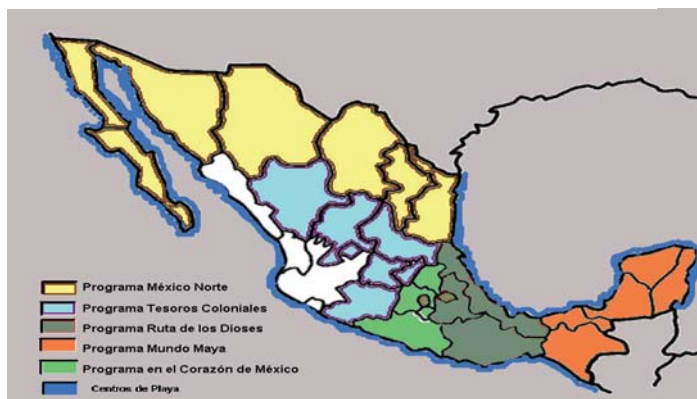 Programa México Norte
Programa Tesoros Coloniales
Programa Ruta de los Dioses
Programa Mundo Maya
Programa en el Corazón de México
Centros de Playa